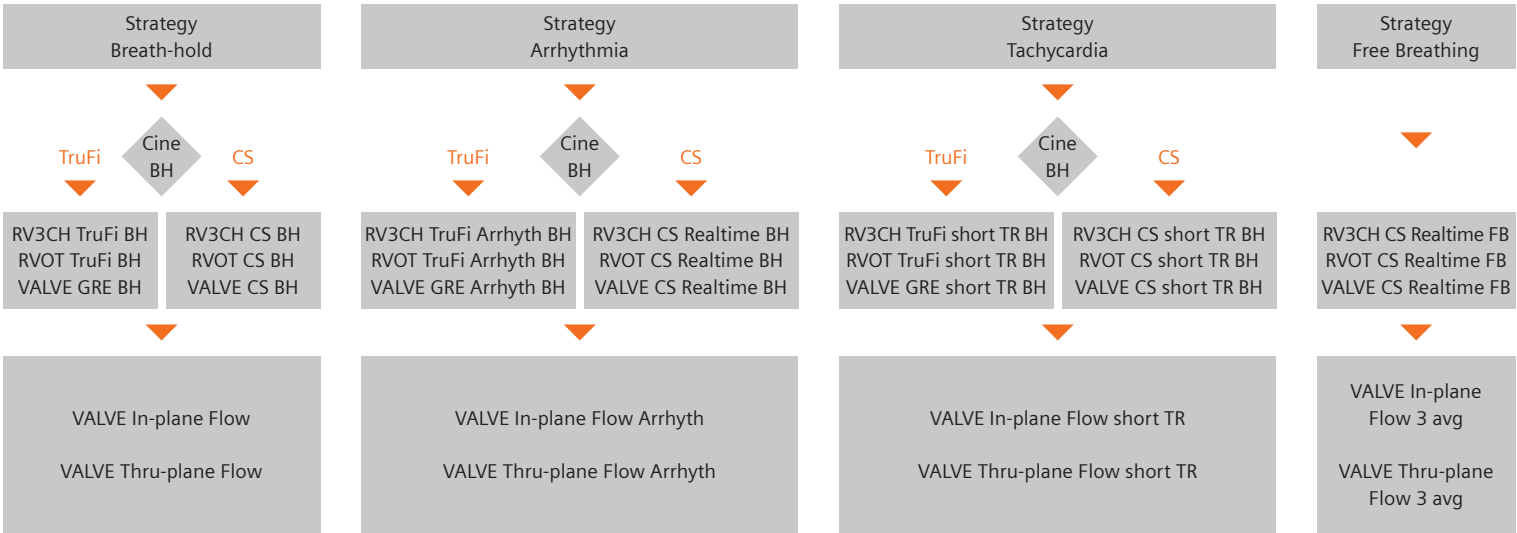 Strategy
Breath-hold
Cine
BH
TruFi
CS
RV3CH TruFi BH
RVOT TruFi BH
VALVE GRE BH
RV3CH CS BH
RVOT CS BH
VALVE CS BH
VALVE In-plane Flow
VALVE Thru-plane Flow
Strategy
Arrhythmia
Cine
BH
TruFi
CS
RV3CH TruFi Arrhyth BH
RVOT TruFi Arrhyth BH
VALVE GRE Arrhyth BH
RV3CH CS Realtime BH
RVOT CS Realtime BH
VALVE CS Realtime BH
VALVE In-plane Flow Arrhyth
VALVE Thru-plane Flow Arrhyth
Strategy
Tachycardia
Cine
BH
TruFi
CS
RV3CH TruFi short TR BH
RVOT TruFi short TR BH
VALVE GRE short TR BH
RV3CH CS short TR BH
RVOT CS short TR BH
VALVE CS short TR BH
VALVE In-plane Flow short TR
VALVE Thru-plane Flow short TR
Strategy
Free Breathing
RV3CH CS Realtime FB
RVOT CS Realtime FB
VALVE CS Realtime FB
VALVE In-plane
Flow 3 avg
VALVE Thru-plane
Flow 3 avg